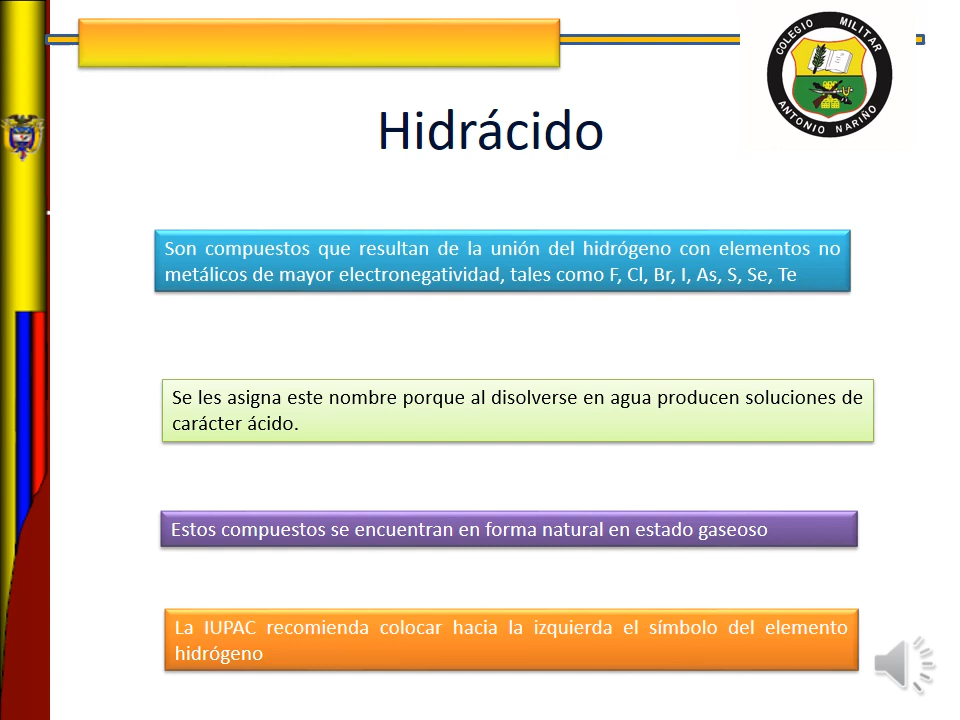 COLEGIO MILITAR
ANTONIO NARIÑO
Hidrácido
Son compuestos que resultan de la unión del hidrógeno con elementos no
metálicos de mayor electronegatividad, tales como F, Cl, Br, I, As, S, Se, Te
Se les asigna este nombre porque al disolverse en agua producen soluciones de
carácter ácido.
Estos compuestos se encuentran en forma natural en estado gaseoso
La IUPAC recomienda colocar hacia la izquierda el símbolo del elemento
hidrógeno